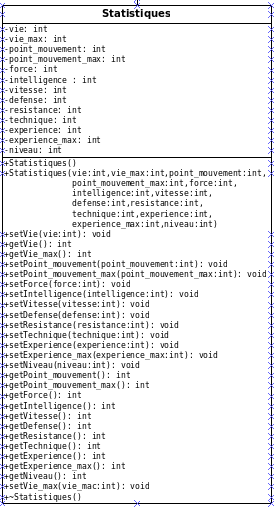 Statistiques
-vie: int
-vie_max: int
-point_mouvement: int
-point_mouvement_max: int
-force: int
-intelligence : int
-vitesse: int
-defense: int
-resistance: int
-technique: int
-experience: int
-experience_max: int
-niveau: int
+Statistiques()
+Statistiques(vie:int,vie_max:int,point_mouvement:int,
point_mouvement_max:int,force:int,
intelligence:int,vitesse:int,
defense:int,resistance:int,
technique:int,experience:int,
experience_max:int,niveau:int)
+setVie(vie:int): void
+getVie(): int
+getVie_max(): int
+setPoint_mouvement(point_mouvement:int): void
+setPoint_mouvement_max(point_mouvement_max:int): void
+setForce(force:int): void
+setIntelligence(intelligence:int): void
+setVitesse(vitesse:int): void
+setDefense(defense:int): void
+setResistance(resistance:int): void
+setTechnique(technique:int): void
+setExperience(experience:int): void
+setExperience_max(experience_max:int): void
+setNiveau(niveau:int): void
+getPoint_mouvement(): int
+getPoint_mouvement_max(): int
+getForce(): int
+getIntelligence(): int
+getVitesse(): int
+getDefense(): int
+getResistance(): int
+getTechnique(): int
+getExperience(): int
+getExperience_max(): int
+getNiveau(): int
+setVie_max(vie_mac:int): void
+~Statistiques()